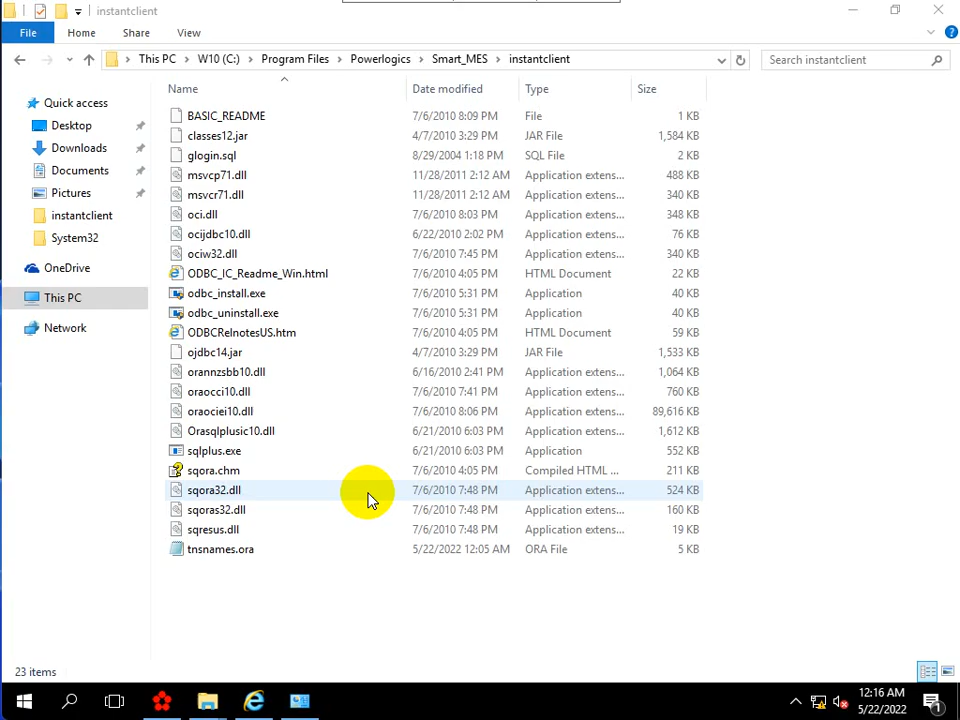 instantclient
File Home Share View
This PC W10 (C:) Program Files Powerlogics Smart_MES instantclient
Search instantclient
Name Date modified Type Size
Quick access
Desktop
Downloads
Documents
Pictures
instantclient
System32
OneDrive
This PC
Network
BASIC_README 7/6/2010 8:09 PM File 1 KB
classes12.jar 4/7/2010 3:29 PM JAR File 1,584 KB
glogin.sql 8/29/2004 1:18 PM SQL File 2 KB
msvcp71.dll 11/28/2011 2:12 AM Application extens... 488 KB
msvcr71.dll 11/28/2011 2:12 AM Application extens... 340 KB
oci.dll 7/6/2010 8:03 PM Application extens... 348 KB
ocijdbc10.dll 6/22/2010 2:02 PM Application extens... 76 KB
ociw32.dll 7/6/2010 7:45 PM Application extens... 340 KB
ODBC_IC_Readme_Win.html 7/6/2010 4:05 PM HTML Document 22 KB
odbc_install.exe 7/6/2010 5:31 PM Application 40 KB
odbc_uninstall.exe 7/6/2010 5:31 PM Application 40 KB
ODBCRelnotesUS.htm 7/6/2010 4:05 PM HTML Document 59 KB
ojdbc14.jar 4/7/2010 3:29 PM JAR File 1,533 KB
orannzsbb10.dll 6/16/2010 2:41 PM Application extens... 1,064 KB
oraocci10.dll 7/6/2010 7:41 PM Application extens... 760 KB
oraociei10.dll 7/6/2010 8:06 PM Application extens... 89,616 KB
Orasqlplusic10.dll 6/21/2010 6:03 PM Application extens... 1,612 KB
sqlplus.exe 6/21/2010 6:03 PM Application 552 KB
sqora.chm 7/6/2010 4:05 PM Compiled HTML ... 211 KB
sqora32.dll 7/6/2010 7:48 PM Application extens... 524 KB
sqoras32.dll 7/6/2010 7:48 PM Application extens... 160 KB
sqresus.dll 7/6/2010 7:48 PM Application extens... 19 KB
tnsnames.ora 5/22/2022 12:05 AM ORA File 5 KB
23 items
12:16 AM
5/22/2022
1